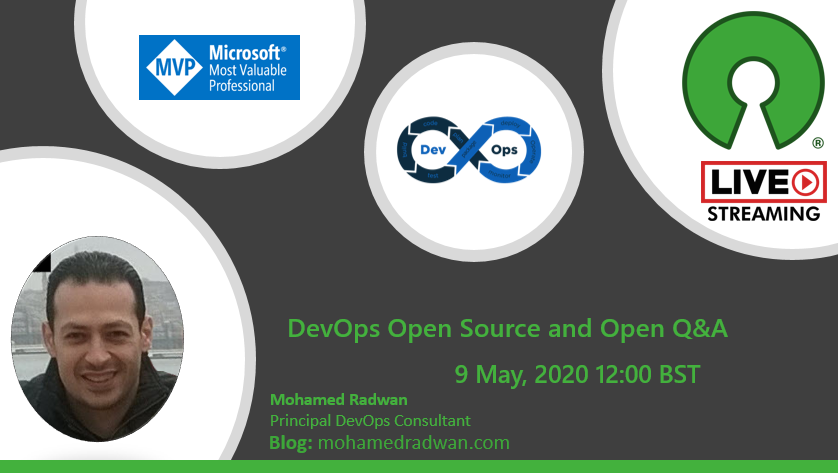 MVP
Microsoft®
Most Valuable
Professional
Dev Ops
®
LIVE
STREAMING
DevOps Open Source and Open Q&A
9 May, 2020 12:00 BST
Mohamed Radwan
Principal DevOps Consultant
Blog: mohamedradwan.com